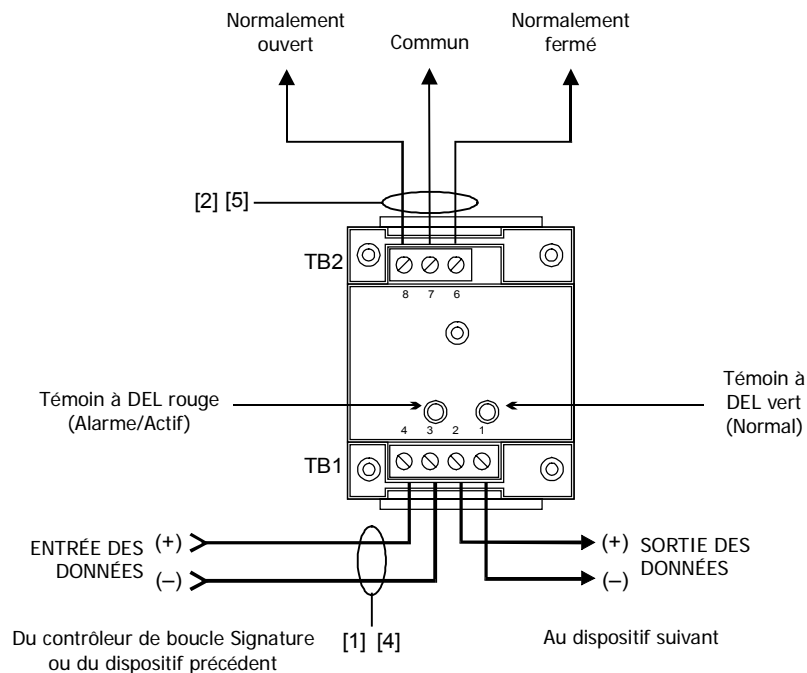 Normalement
ouvert
Commun
Normalement
fermé
[2] [5]
TB2
8 7 6
Témoin à DEL rouge
(Alarme/Actif)
Témoin à
DEL vert
(Normal)
4 3 2 1
TB1
ENTRÉE DES
DONNÉES
(+)
(–)
(+)
(–)
SORTIE DES
DONNÉES
Du contrôleur de boucle Signature
ou du dispositif précédent
[1] [4]
Au dispositif suivant